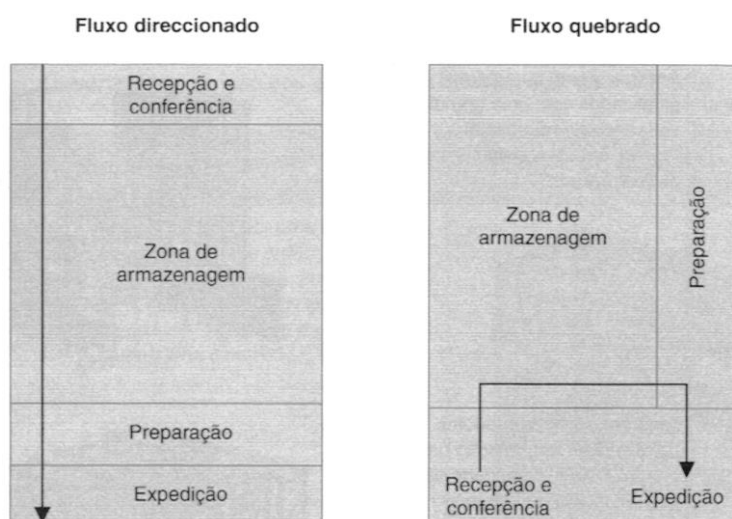 Fluxo direccionado
Recepção e
conferência
Zona de
armazenagem
Preparação
Expedição
Fluxo quebrado
Zona de
armazenagem
Preparação
Recepção e
conferência
Expedição